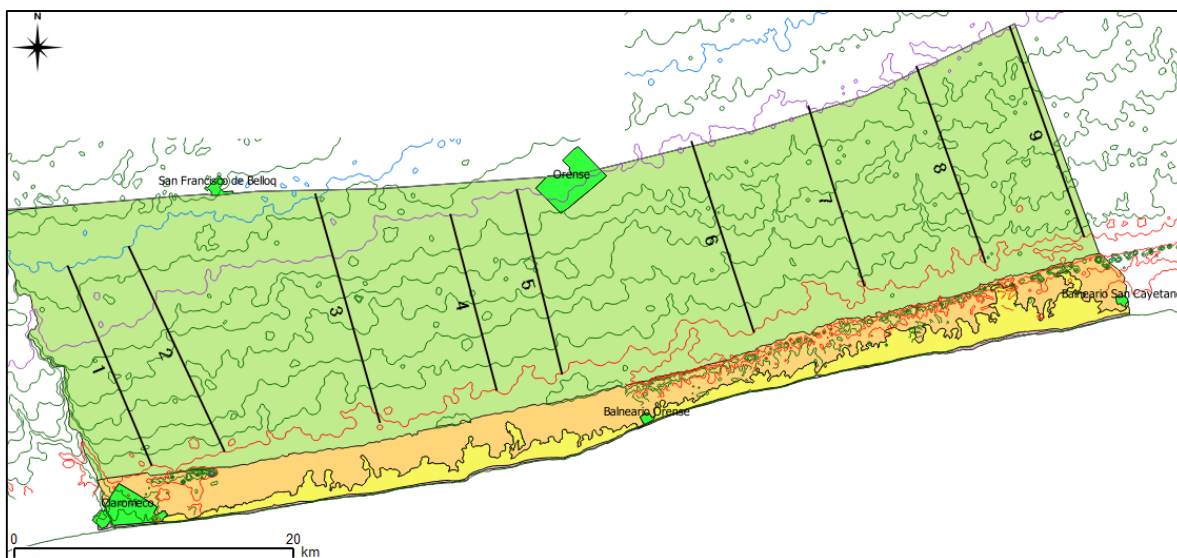 N
San Francisco de Belloq
Orense
1
2
3
4
5
6
7
8
9
Balneario San Cayetano
Balneario Orense
Claromeco
0
20
km